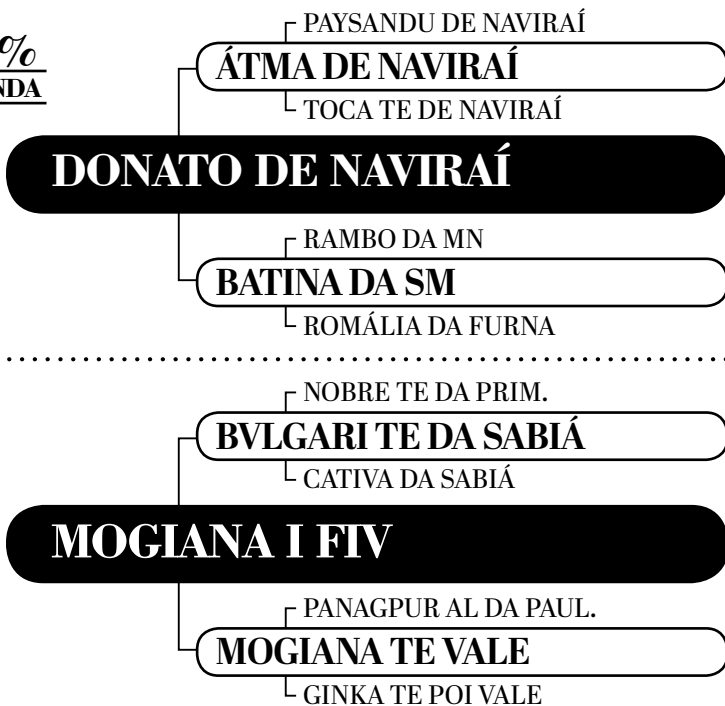 PAYSANDU DE NAVIRAÍ
%
ÁTMA DE NAVIRAÍ
TOCA TE DE NAVIRAÍ
DONATO DE NAVIRAÍ
RAMBO DA MN
BATINA DA SM
ROMÁLIA DA FURNA
NOBRE TE DA PRIM.
BVLGARI TE DA SABIÁ
CATIVA DA SABIÁ
MOGIANA I FIV
PANAGPUR AL DA PAUL.
MOGIANA TE VALE
GINKA TE POI VALE